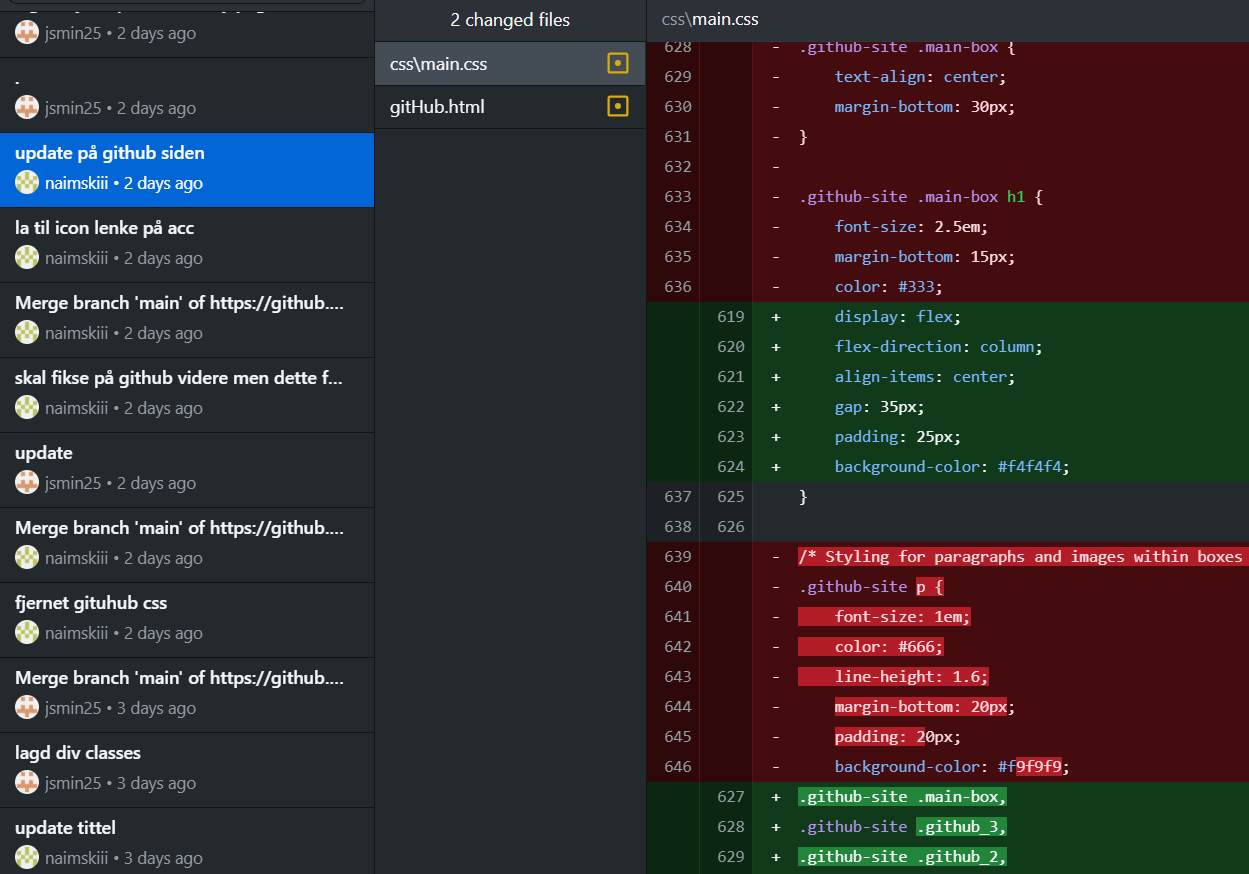 jsmin25 • 2 days ago
.
jsmin25 • 2 days ago
update på github siden
naimskiii • 2 days ago
la til icon lenke på acc
naimskiii • 2 days ago
Merge branch 'main' of https://github....
naimskiii • 2 days ago
skal fikse på github videre men dette f...
naimskiii • 2 days ago
update
jsmin25 • 2 days ago
Merge branch 'main' of https://github....
naimskiii • 2 days ago
fjernet gituhub css
naimskiii • 2 days ago
Merge branch 'main' of https://github....
jsmin25 • 3 days ago
lagd div classes
jsmin25 • 3 days ago
update tittel
naimskiii • 3 days ago
2 changed files
css\main.css
gitHub.html
css\main.css
628 - .github-site .main-box {
629 - text-align: center;
630 - margin-bottom: 30px;
631 - }
632 -
633 - .github-site .main-box h1 {
634 - font-size: 2.5em;
635 - margin-bottom: 15px;
636 - color: #333;
619 + display: flex;
620 + flex-direction: column;
621 + align-items: center;
622 + gap: 35px;
623 + padding: 25px;
624 + background-color: #f4f4f4;
637 625 }
638 626
639 - /* Styling for paragraphs and images within boxes
640 - .github-site p {
641 - font-size: 1em;
642 - color: #666;
643 - line-height: 1.6;
644 - margin-bottom: 20px;
645 - padding: 20px;
646 - background-color: #f9f9f9;
627 + .github-site .main-box,
628 + .github-site .github_3,
629 + .github-site .github_2,